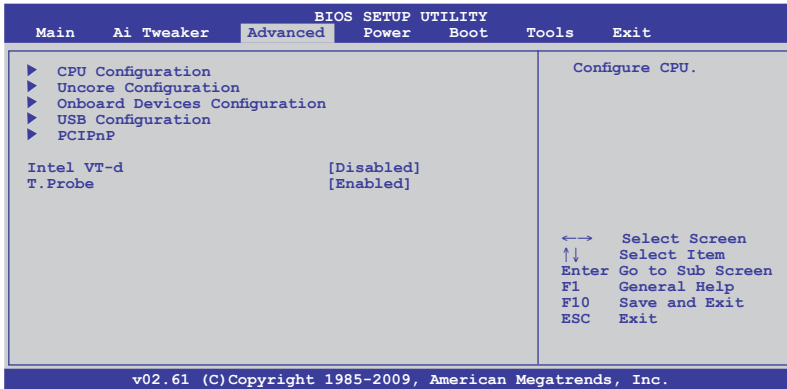 BIOS SETUP UTILITY
Main Ai Tweaker Advanced Power Boot Tools Exit
CPU Configuration
Uncore Configuration
Onboard Devices Configuration
USB Configuration
PCIPnP
Intel VT-d [Disabled]
T.Probe [Enabled]
Configure CPU.
←→ Select Screen
↑↓ Select Item
Enter Go to Sub Screen
F1 General Help
F10 Save and Exit
ESC Exit
v02.61 (C)Copyright 1985-2009, American Megatrends, Inc.